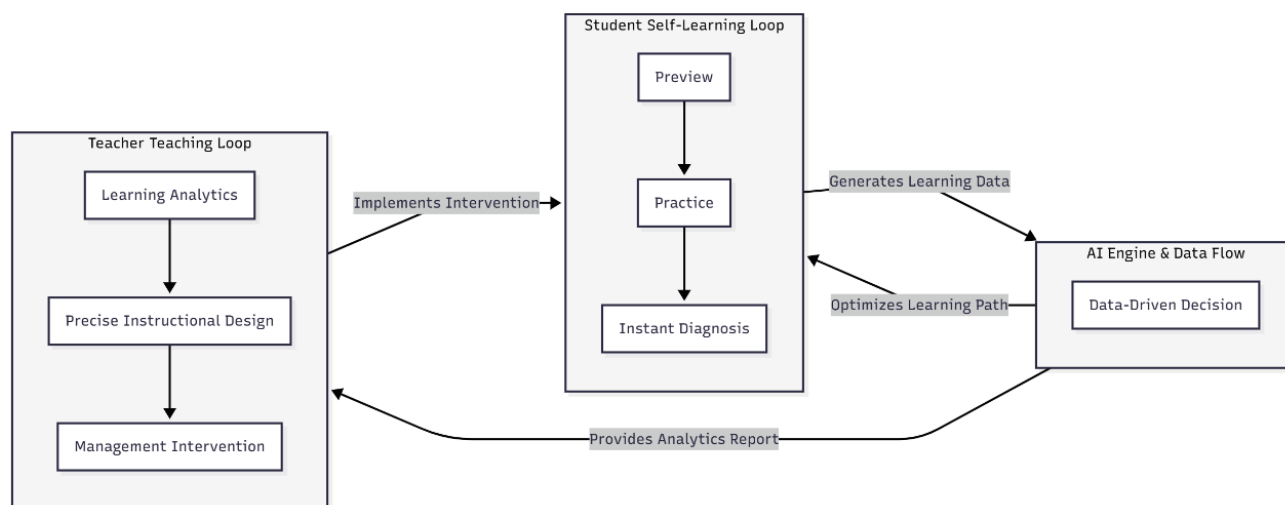 Student Self-Learning Loop
Preview
Practice
Instant Diagnosis
Teacher Teaching Loop
Learning Analytics
Precise Instructional Design
Management Intervention
Implements Intervention
Generates Learning Data
Optimizes Learning Path
Provides Analytics Report
AI Engine & Data Flow
Data-Driven Decision